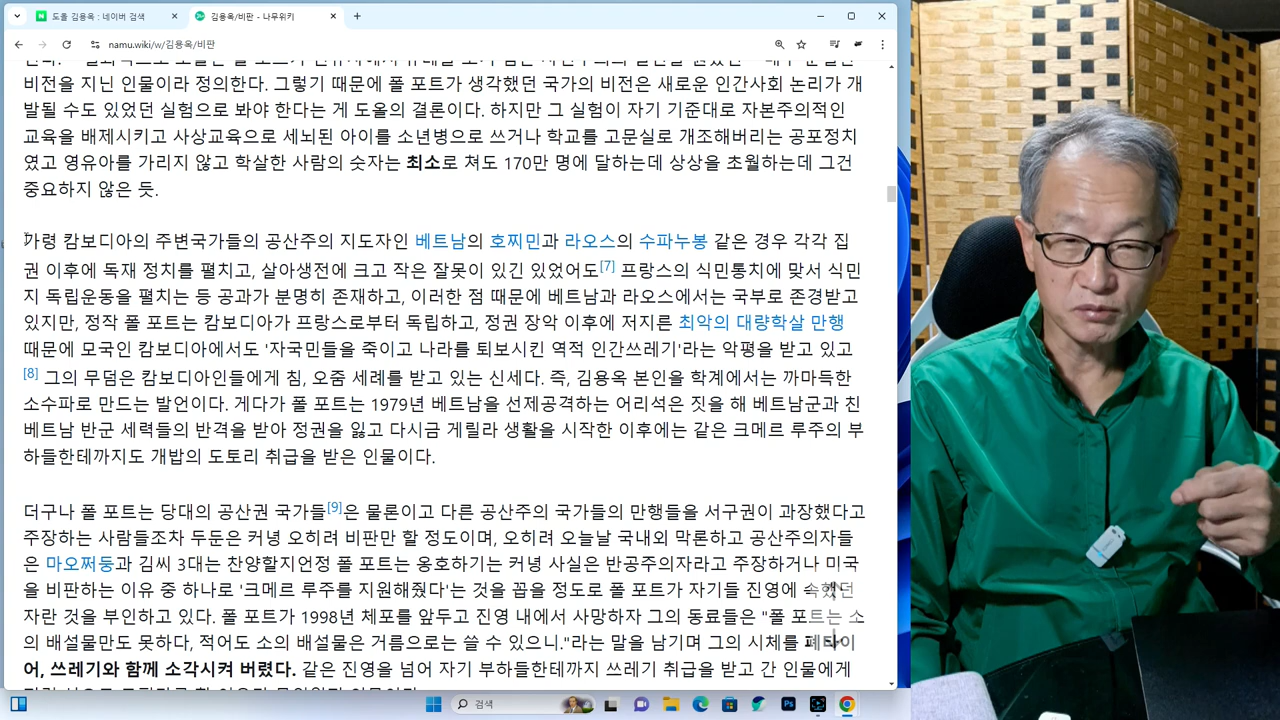 도올 김용옥 : 네이버 검색
김용옥/비판 - 나무위키
namu.wiki/w/김용옥/비판
비전을 지닌 인물이라 정의한다. 그렇기 때문에 폴 포트가 생각했던 국가의 비전은 새로운 인간사회 논리가 개
발될 수도 있었던 실험으로 봐야 한다는 게 도올의 결론이다. 하지만 그 실험이 자기 기준대로 자본주의적인
교육을 배제시키고 사상교육으로 세뇌된 아이를 소년병으로 쓰거나 학교를 고문실로 개조해버리는 공포정치
였고 영유아를 가리지 않고 학살한 사람의 숫자는 최소로 쳐도 170만 명에 달하는데 상상을 초월하는데 그건
중요하지 않은 듯.
가령 캄보디아의 주변국가들의 공산주의 지도자인 베트남의 호찌민과 라오스의 수파누봉 같은 경우 각각 집
권 이후에 독재 정치를 펼치고, 살아생전에 크고 작은 잘못이 있긴 있었어도[7] 프랑스의 식민통치에 맞서 식민
지 독립운동을 펼치는 등 공과가 분명히 존재하고, 이러한 점 때문에 베트남과 라오스에서는 국부로 존경받고
있지만, 정작 폴 포트는 캄보디아가 프랑스로부터 독립하고, 정권 장악 이후에 저지른 최악의 대량학살 만행
때문에 모국인 캄보디아에서도 '자국민들을 죽이고 나라를 퇴보시킨 역적 인간쓰레기'라는 악평을 받고 있고
[8] 그의 무덤은 캄보디아인들에게 침, 오줌 세례를 받고 있는 신세다. 즉, 김용옥 본인을 학계에서는 까마득한
소수파로 만드는 발언이다. 게다가 폴 포트는 1979년 베트남을 선제공격하는 어리석은 짓을 해 베트남군과 친
베트남 반군 세력들의 반격을 받아 정권을 잃고 다시금 게릴라 생활을 시작한 이후에는 같은 크메르 루주의 부
하들한테까지도 개밥의 도토리 취급을 받은 인물이다.
더구나 폴 포트는 당대의 공산권 국가들[9]은 물론이고 다른 공산주의 국가들의 만행들을 서구권이 과장했다고
주장하는 사람들조차 두둔은 커녕 오히려 비판만 할 정도이며, 오히려 오늘날 국내외 막론하고 공산주의자들
은 마오쩌둥과 김씨 3대는 찬양할지언정 폴 포트는 옹호하기는 커녕 사실은 반공주의자라고 주장하거나 미국
을 비판하는 이유 중 하나로 '크메르 루주를 지원해줬다'는 것을 꼽을 정도로 폴 포트가 자기들 진영에 속했던
자란 것을 부인하고 있다. 폴 포트가 1998년 체포를 앞두고 진영 내에서 사망하자 그의 동료들은 "폴 포트는 소
의 배설물만도 못하다, 적어도 소의 배설물은 거름으로는 쓸 수 있으니."라는 말을 남기며 그의 시체를 폐타이
어, 쓰레기와 함께 소각시켜 버렸다. 같은 진영을 넘어 자기 부하들한테까지 쓰레기 취급을 받고 간 인물에게
검색